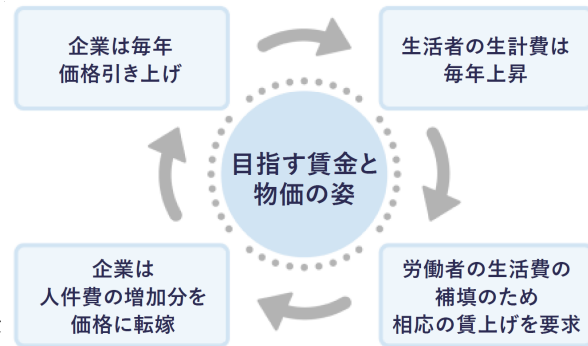 企業は毎年
価格引き上げ
生活者の生計費は
毎年上昇
目指す賃金と
物価の姿
企業は
人件費の増加分を
価格に転嫁
労働者の生活費の
補填のため
相応の賃上げを要求